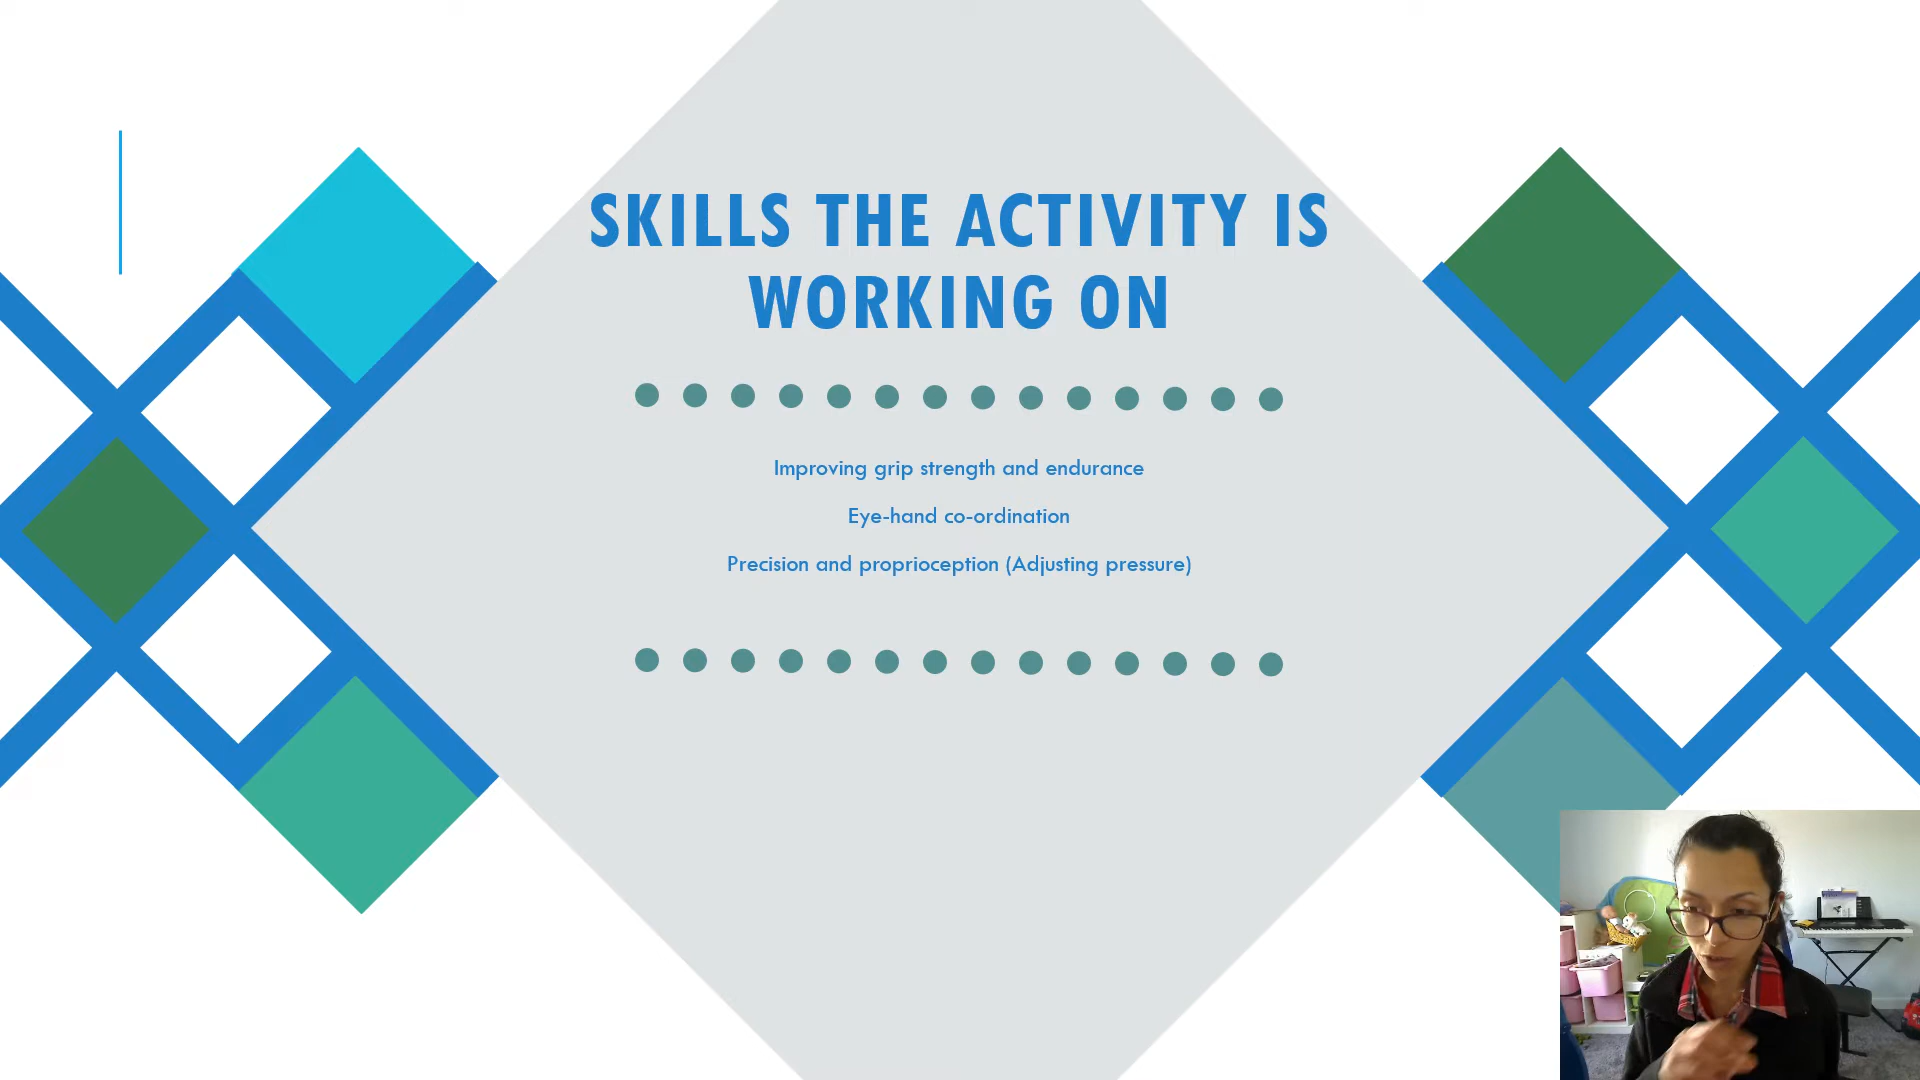 SKILLS THE ACTIVITY IS
WORKING ON
Improving grip strength and endurance
Eye-hand co-ordination
Precision and proprioception (Adjusting pressure)